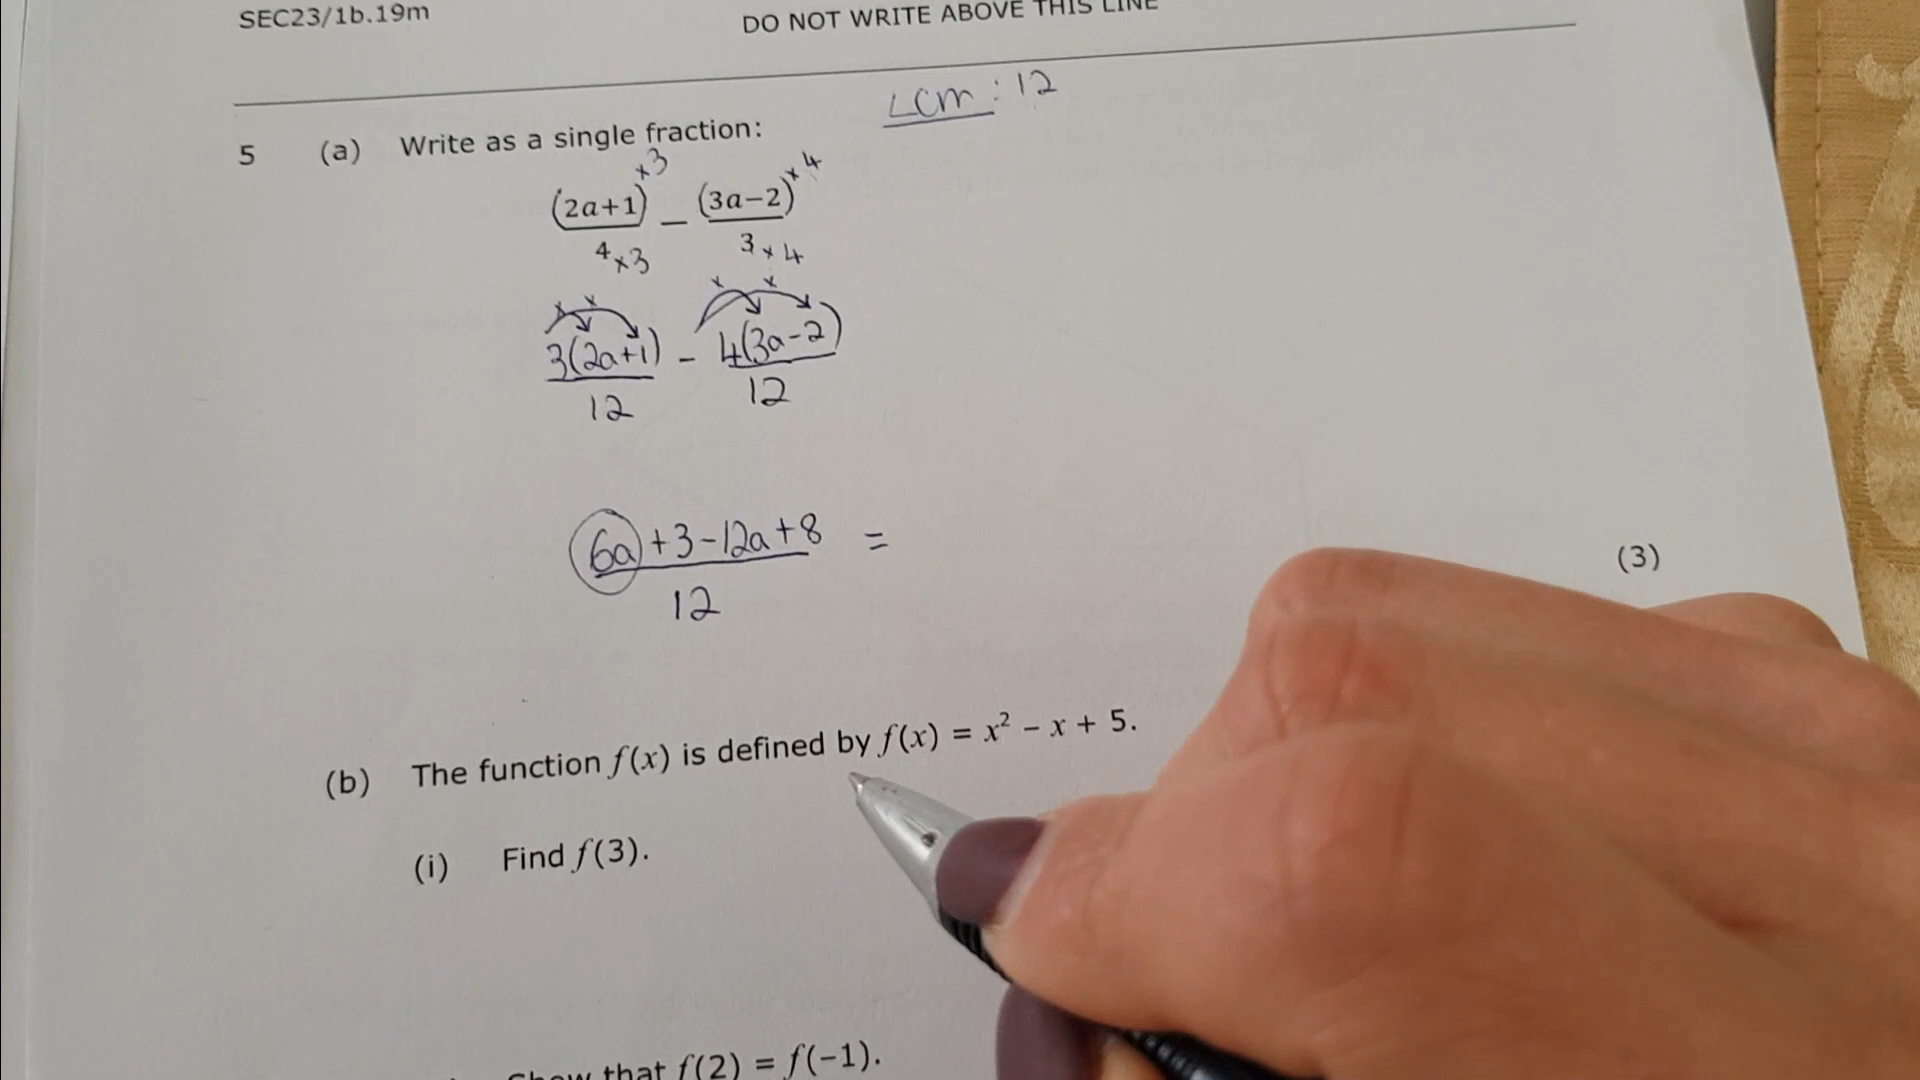 SEC23/1b.19m
DO NOT WRITE ABOVE THIS LINE
LCM : 12
5 (a) Write as a single fraction:
(2a+1) ×3 − (3a−2) ×4
4 ×3 3 ×4
× × × ×
3(2a+1) - 4(3a-2)
12 12
6a + 3 - 12a + 8 =
12
(3)
(b) The function f(x) is defined by f(x) = x² − x + 5.
(i) Find f(3).
Show that f(2) = f(−1).